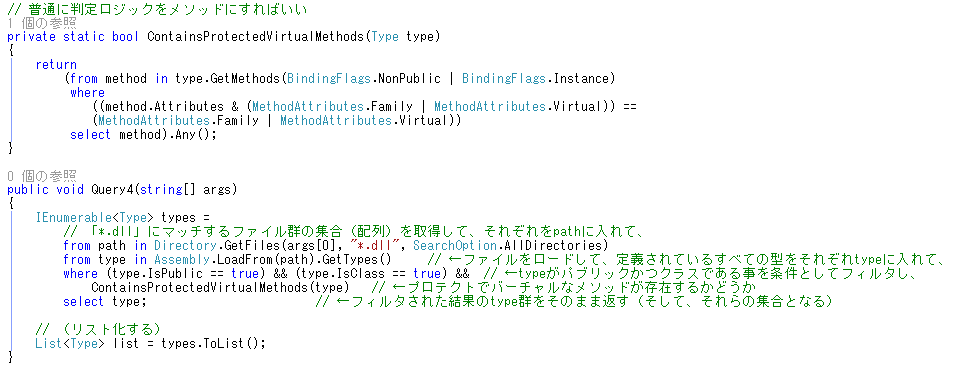 // 普通に判定ロジックをメソッドにすればいい
1 個の参照
private static bool ContainsProtectedVirtualMethods(Type type)
{
return
(from method in type.GetMethods(BindingFlags.NonPublic | BindingFlags.Instance)
where
((method.Attributes & (MethodAttributes.Family | MethodAttributes.Virtual)) ==
(MethodAttributes.Family | MethodAttributes.Virtual))
select method).Any();
}
0 個の参照
public void Query4(string[] args)
{
IEnumerable<Type> types =
// 「*.dll」にマッチするファイル群の集合（配列）を取得して、それぞれをpathに入れて、
from path in Directory.GetFiles(args[0], "*.dll", SearchOption.AllDirectories)
from type in Assembly.LoadFrom(path).GetTypes() // ←ファイルをロードして、定義されているすべての型をそれぞれtypeに入れて、
where (type.IsPublic == true) && (type.IsClass == true) && // ←typeがパブリックかつクラスである事を条件としてフィルタし、
ContainsProtectedVirtualMethods(type) // ←プロテクトでバーチャルなメソッドが存在するかどうか
select type; // ←フィルタされた結果のtype群をそのまま返す（そして、それらの集合となる）
// （リスト化する）
List<Type> list = types.ToList();
}